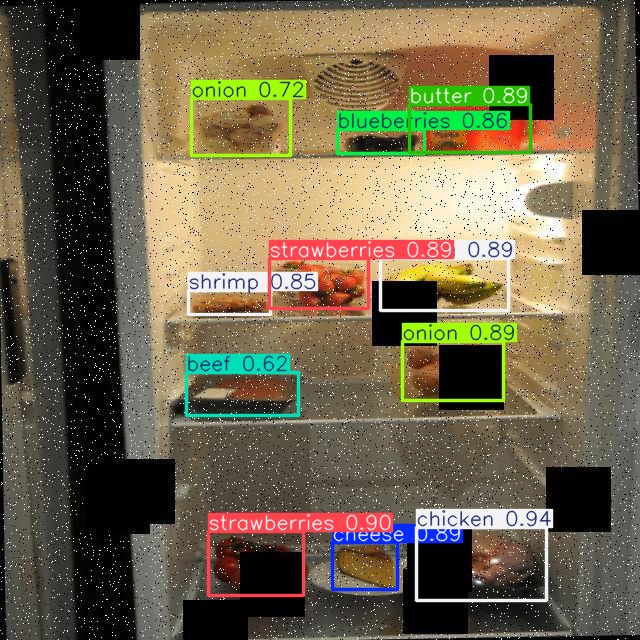 onion 0.72
butter 0.89
blueberries 0.86
strawberries 0.89
0.89
shrimp 0.85
onion 0.89
beef 0.62
strawberries 0.90
cheese 0.89
chicken 0.94